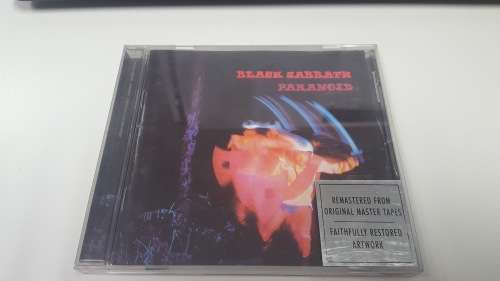 BLACK SABBATH
PARANOID
REMASTERED FROM
ORIGINAL MASTER TAPES
FAITHFULLY RESTORED
ARTWORK